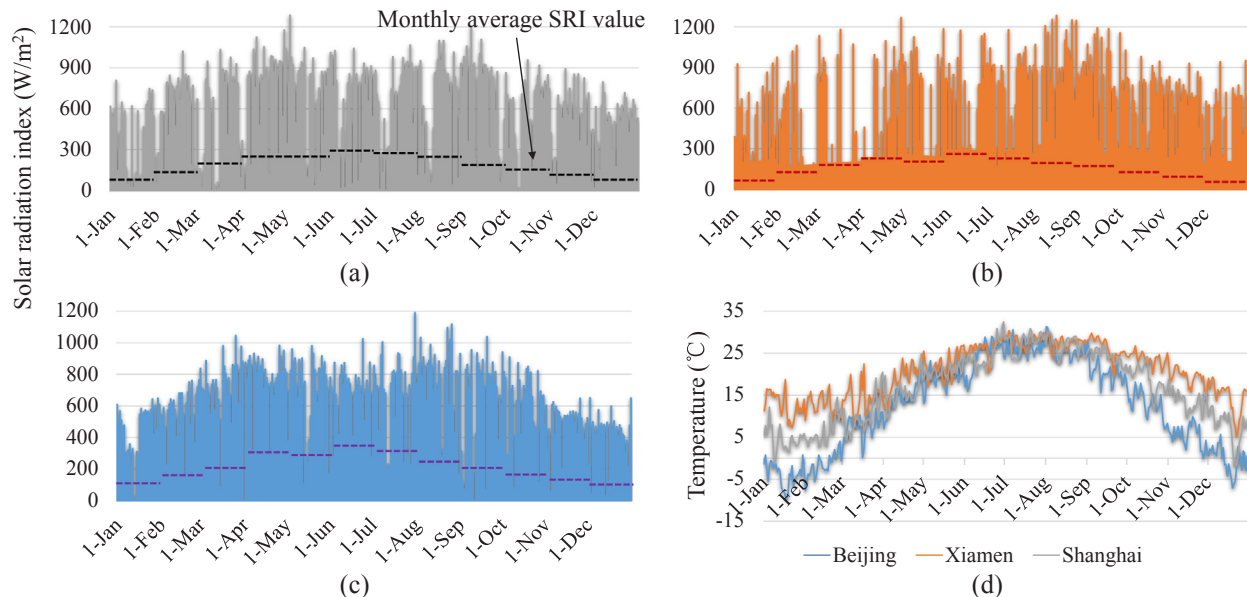 Solar radiation index (W/m²)
Monthly average SRI value
1200
900
600
300
0
1-Jan
1-Feb
1-Mar
1-Apr
1-May
1-Jun
1-Jul
1-Aug
1-Sep
1-Oct
1-Nov
1-Dec
(a)
1200
900
600
300
0
1-Jan
1-Feb
1-Mar
1-Apr
1-May
1-Jun
1-Jul
1-Aug
1-Sep
1-Oct
1-Nov
1-Dec
(b)
1200
1000
800
600
400
200
0
1-Jan
1-Feb
1-Mar
1-Apr
1-May
1-Jun
1-Jul
1-Aug
1-Sep
1-Oct
1-Nov
1-Dec
(c)
Temperature (℃)
35
25
15
5
-5
-15
1-Jan
1-Feb
1-Mar
1-Apr
1-May
1-Jun
1-Jul
1-Aug
1-Sep
1-Oct
1-Nov
1-Dec
Beijing Xiamen Shanghai
(d)